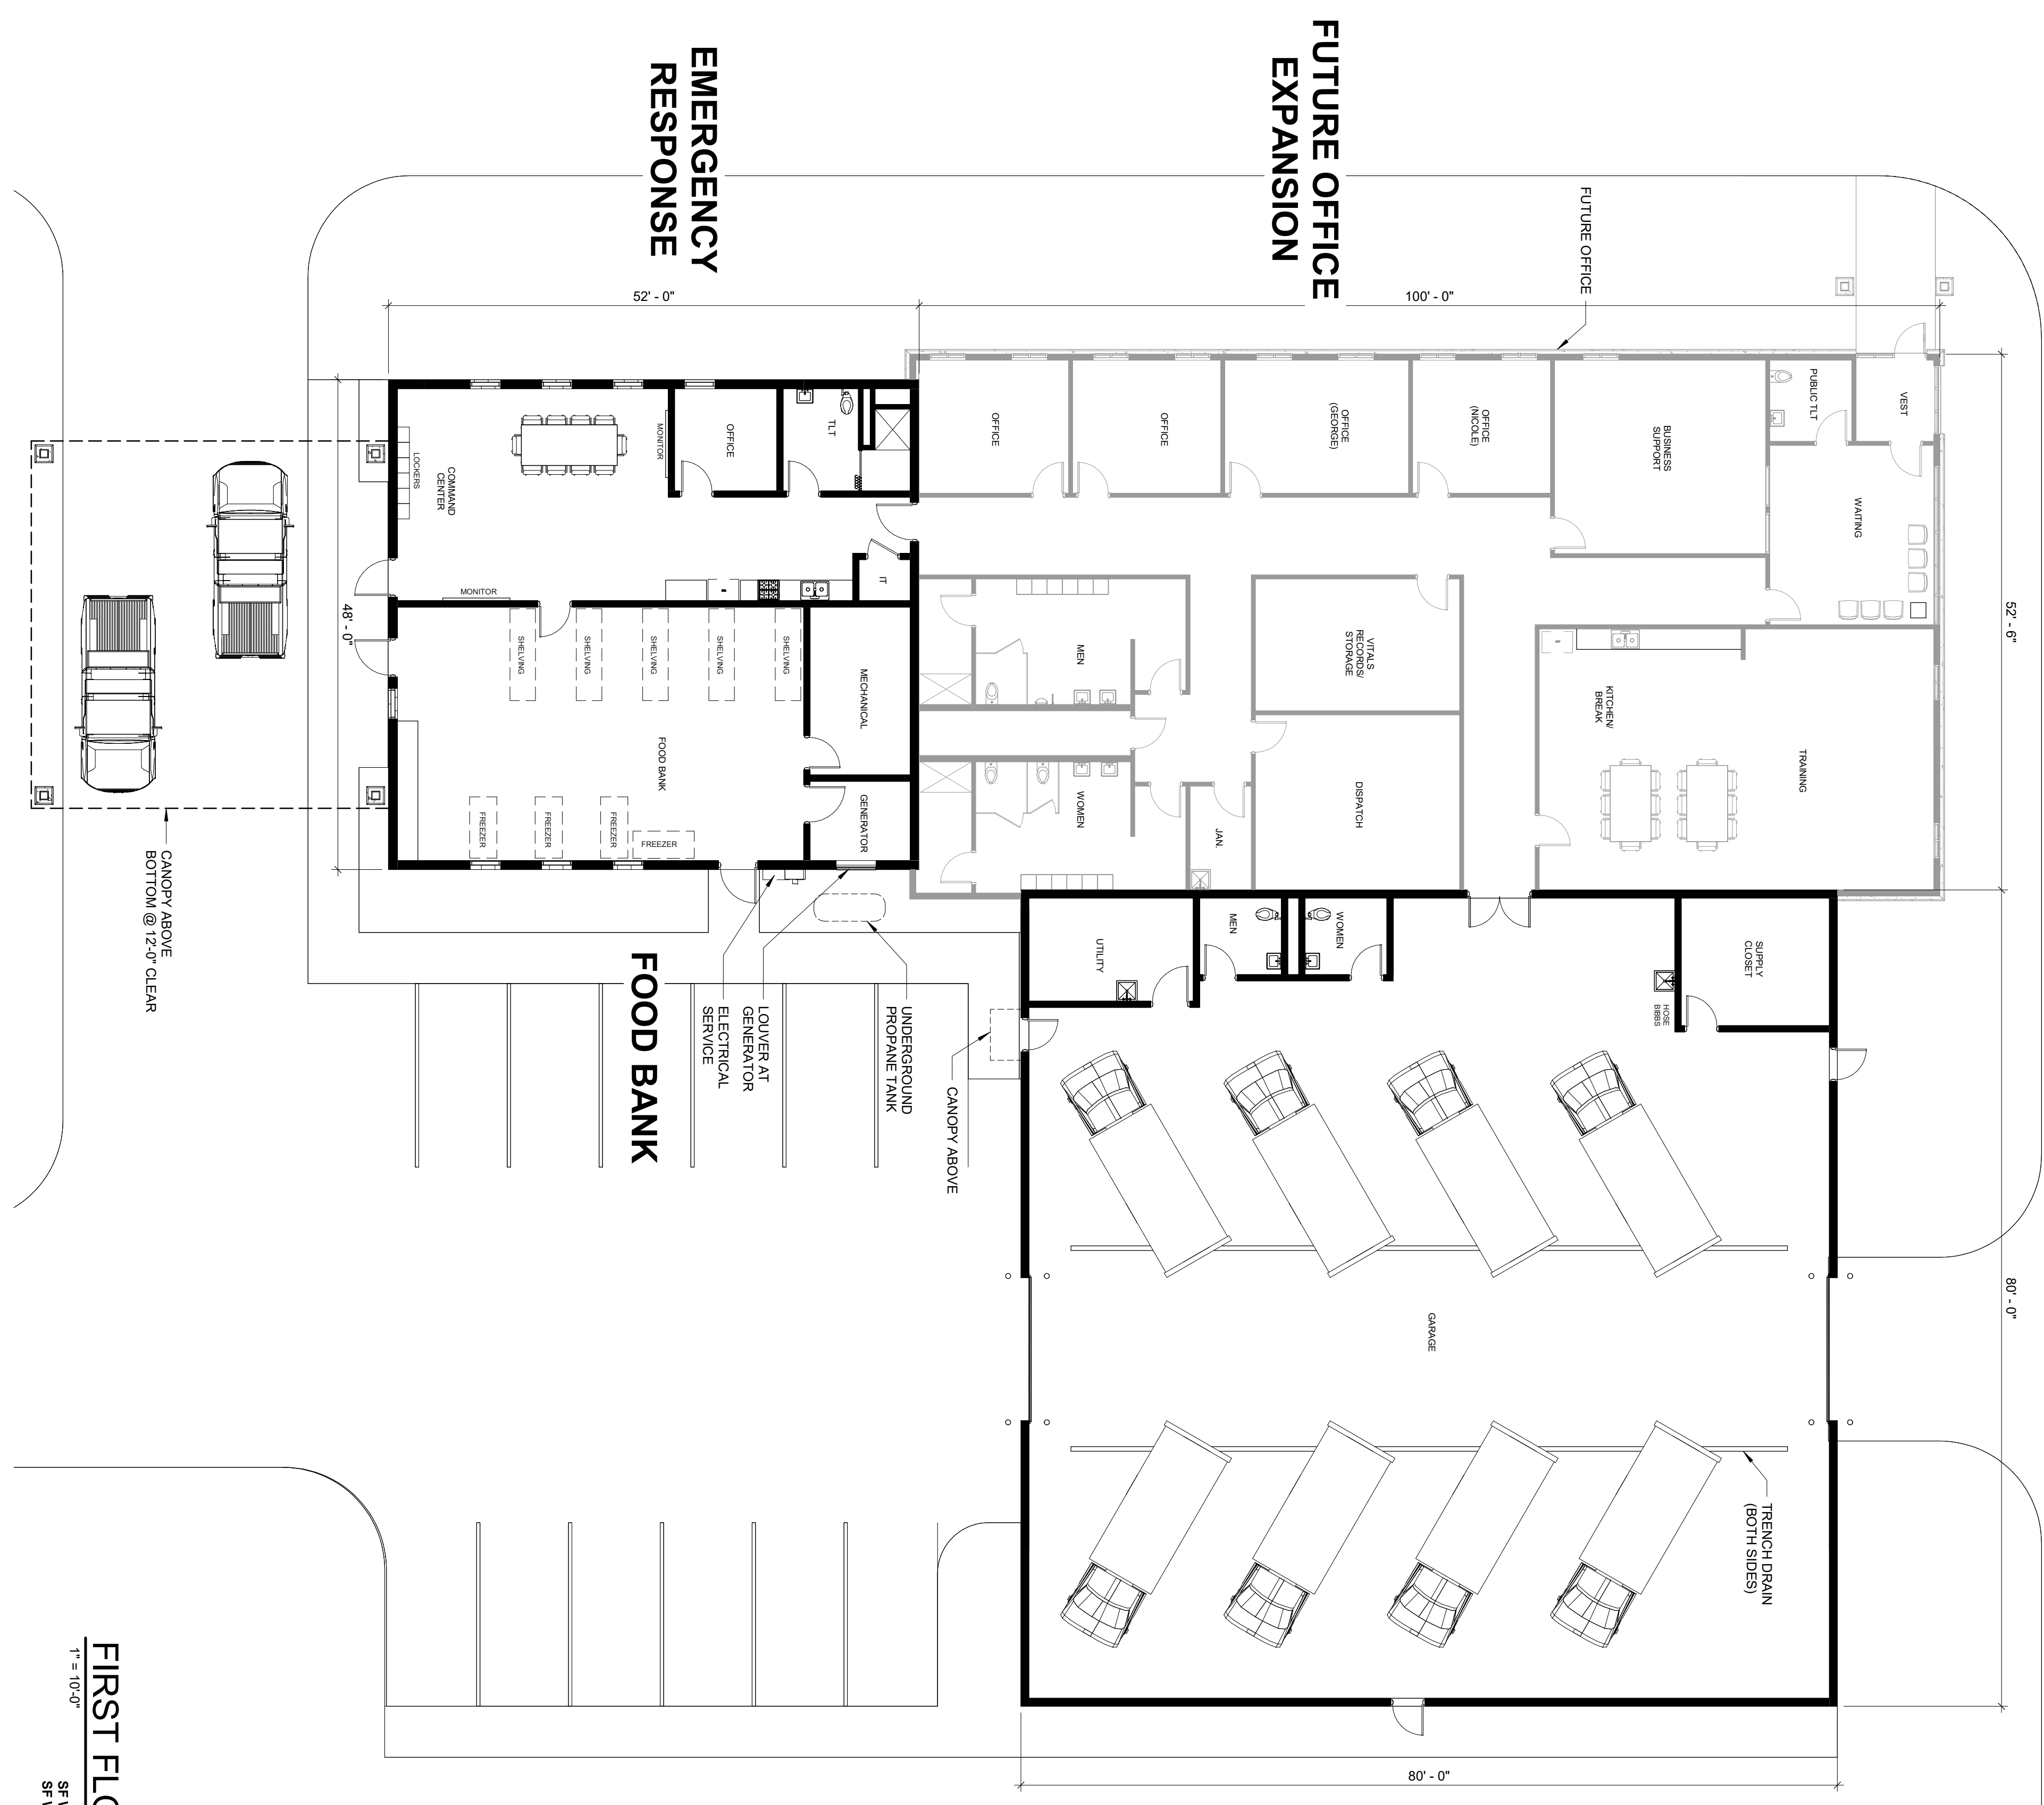 FUTURE OFFICE
EXPANSION
EMERGENCY
RESPONSE
FUTURE OFFICE
52' - 0"
100' - 0"
52' - 6"
80' - 0"
48' - 0"
80' - 0"
VEST
PUBLIC TLT
WAITING
BUSINESS
SUPPORT
OFFICE
(NICOLE)
OFFICE
(GEORGE)
OFFICE
OFFICE
TLT
OFFICE
MONITOR
LOCKERS
COMMAND
CENTER
IT
MONITOR
TRAINING
KITCHEN/
BREAK
VITALS
RECORDS/
STORAGE
DISPATCH
MEN
WOMEN
JAN.
SHELVING
SHELVING
SHELVING
SHELVING
SHELVING
MECHANICAL
FOOD BANK
GENERATOR
FREEZER
FREEZER
FREEZER
FREEZER
CANOPY ABOVE
BOTTOM @ 12'-0" CLEAR
SUPPLY
CLOSET
HOSE
BIBBS
WOMEN
MEN
UTILITY
UNDERGROUND
PROPANE TANK
LOUVER AT
GENERATOR
ELECTRICAL
SERVICE
FOOD BANK
CANOPY ABOVE
GARAGE
TRENCH DRAIN
(BOTH SIDES)
FIRST FLO
1" = 10'-0"
SF
SF